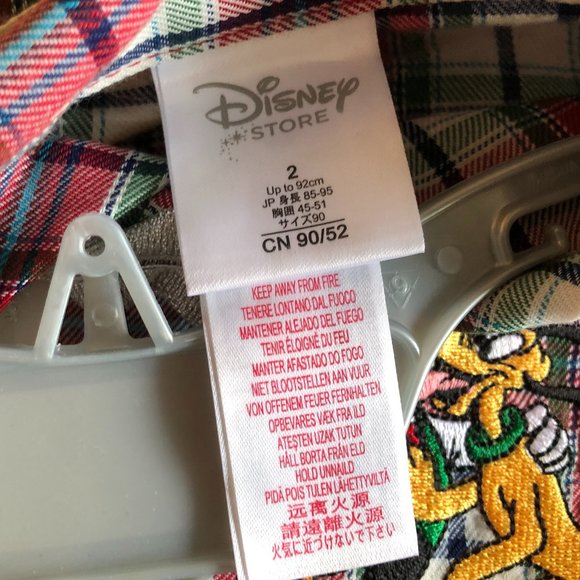 Disney
STORE
2
Up to 92cm
JP 身長 85-95
胸囲 45-51
サイズ90
CN 90/52
KEEP AWAY FROM FIRE
TENERE LONTANO DAL FUOCO
MANTENER ALEJADO DEL FUEGO
TENIR ÉLOIGNÉ DU FEU
MANTER AFASTADO DO FOGO
NIET BLOOTSTELLEN AAN VUUR
VON OFFENEM FEUER FERNHALTEN
OPBEVARES VÆK FRA ILD
ATEŞTEN UZAK TUTUN
HÅLL BORTA FRÅN ELD
HOLD UNNAILD
PIDÄ POIS TULEN LÄHETTYVILTÄ
远离火源
請遠離火源
火気に近づけないで下さい